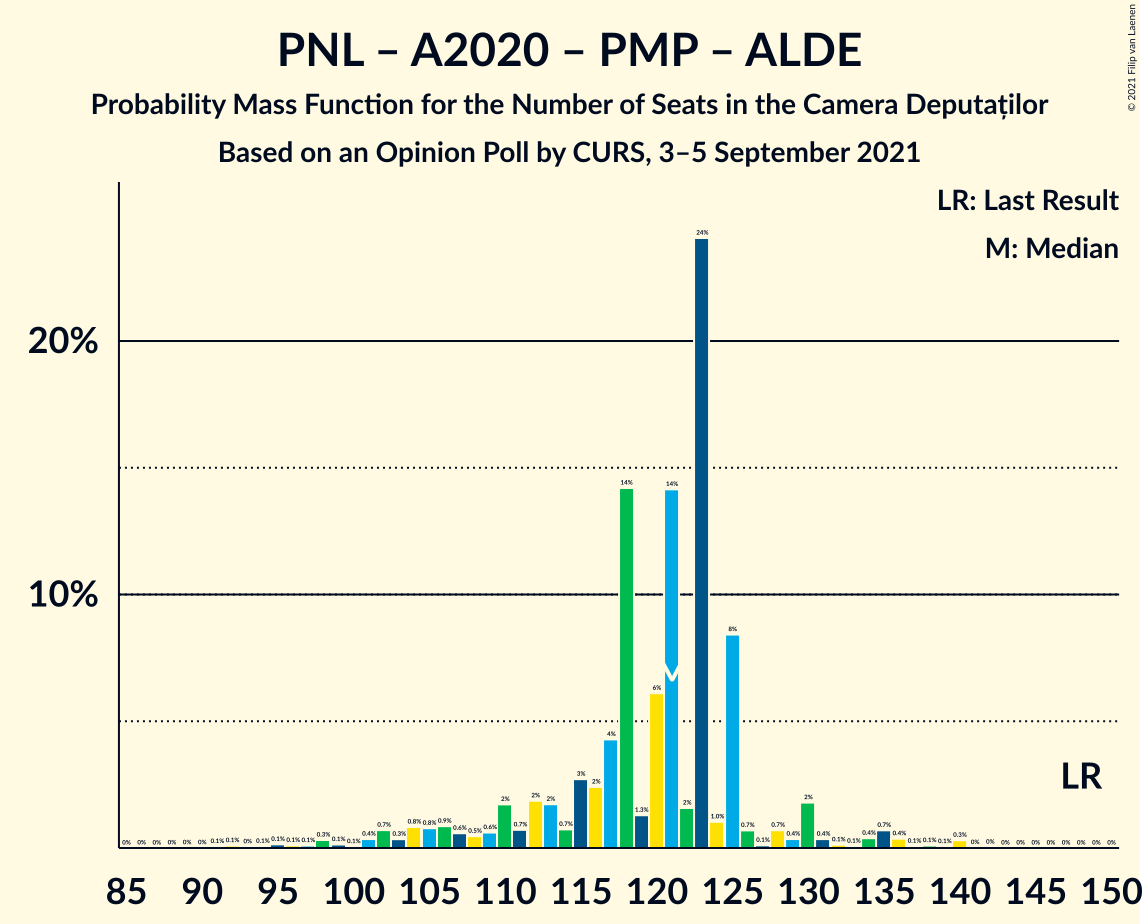 PNL – A2020 – PMP – ALDE
Probability Mass Function for the Number of Seats in the Camera Deputaților
Based on an Opinion Poll by CURS, 3–5 September 2021
© 2021 Filip van Laenen
LR: Last Result
M: Median
20%
10%
0% 0% 0% 0% 0% 0% 0.1% 0.1% 0% 0.1% 0.1% 0.1% 0.1% 0.3% 0.1% 0.1% 0.4% 0.7% 0.3% 0.8% 0.8% 0.9% 0.6% 0.5% 0.6% 2% 0.7% 2% 2% 0.7% 3% 2% 4% 14% 1.3% 6% 14% 2% 24% 1.0% 8% 0.7% 0.1% 0.7% 0.4% 2% 0.4% 0.1% 0.1% 0.4% 0.7% 0.4% 0.1% 0.1% 0.1% 0.3% 0% 0% 0% 0% 0% 0% 0% 0% 0% 0%
LR
85 90 95 100 105 110 115 120 125 130 135 140 145 150